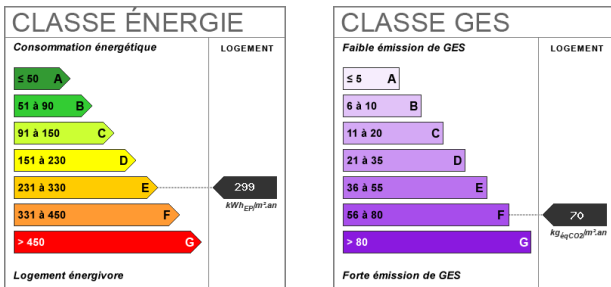 CLASSE ÉNERGIE
Consommation énergétique
LOGEMENT
≤ 50 A
51 à 90 B
91 à 150 C
151 à 230 D
231 à 330 E
299
kWhEP/m².an
331 à 450 F
> 450 G
Logement énergivore
CLASSE GES
Faible émission de GES
LOGEMENT
≤ 5 A
6 à 10 B
11 à 20 C
21 à 35 D
36 à 55 E
56 à 80 F
70
kgéqCO2/m².an
> 80 G
Forte émission de GES